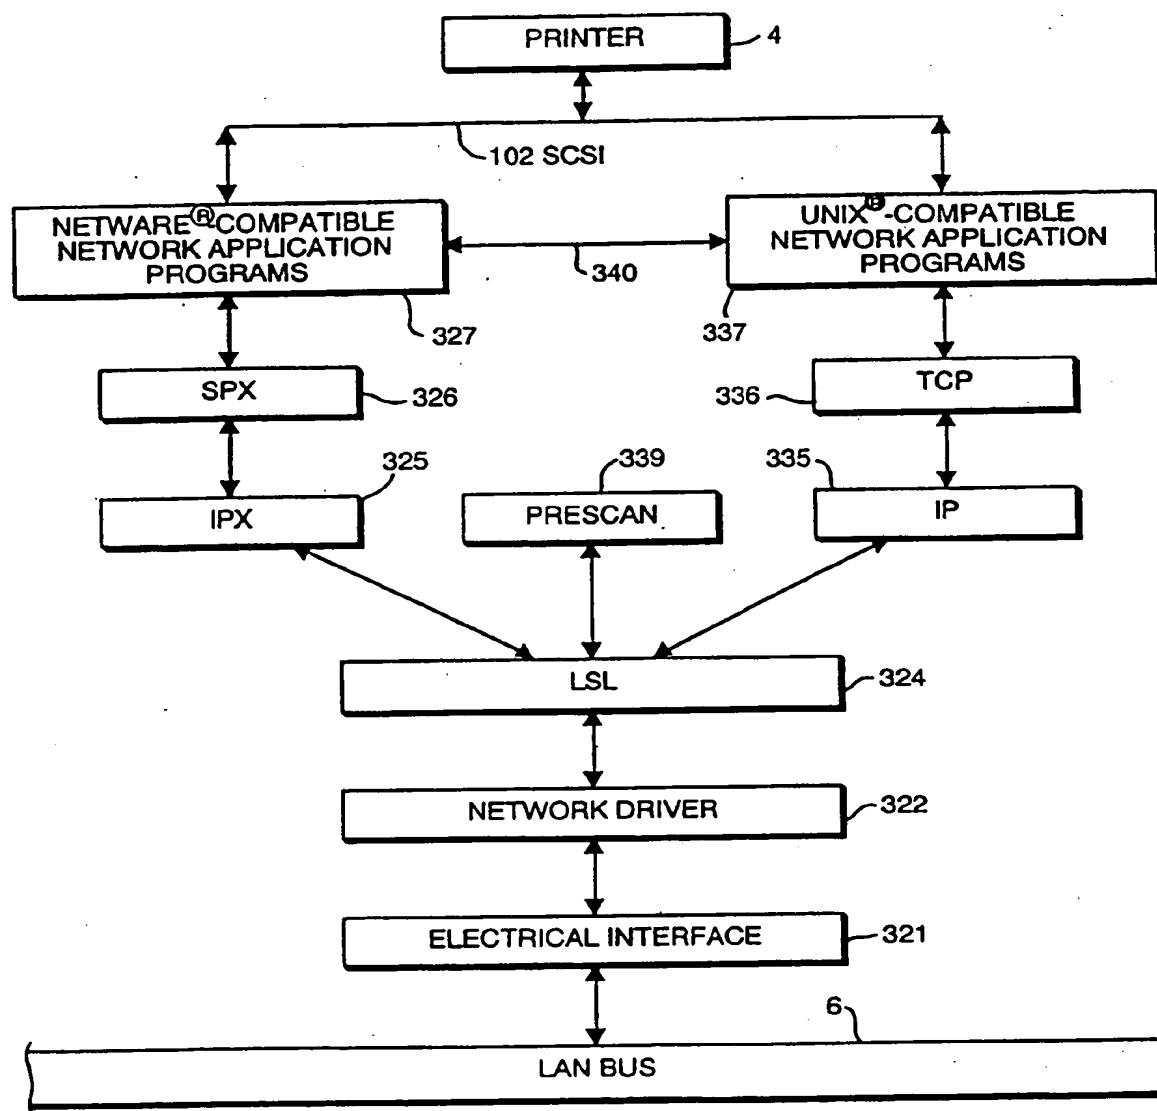 PRINTER
4
102 SCSI
NETWARE®-COMPATIBLE
NETWORK APPLICATION
PROGRAMS
340
UNIX®-COMPATIBLE
NETWORK APPLICATION
PROGRAMS
327
337
SPX
326
TCP
336
325
339
335
IPX
PRESCAN
IP
LSL
324
NETWORK DRIVER
322
ELECTRICAL INTERFACE
321
6
LAN BUS